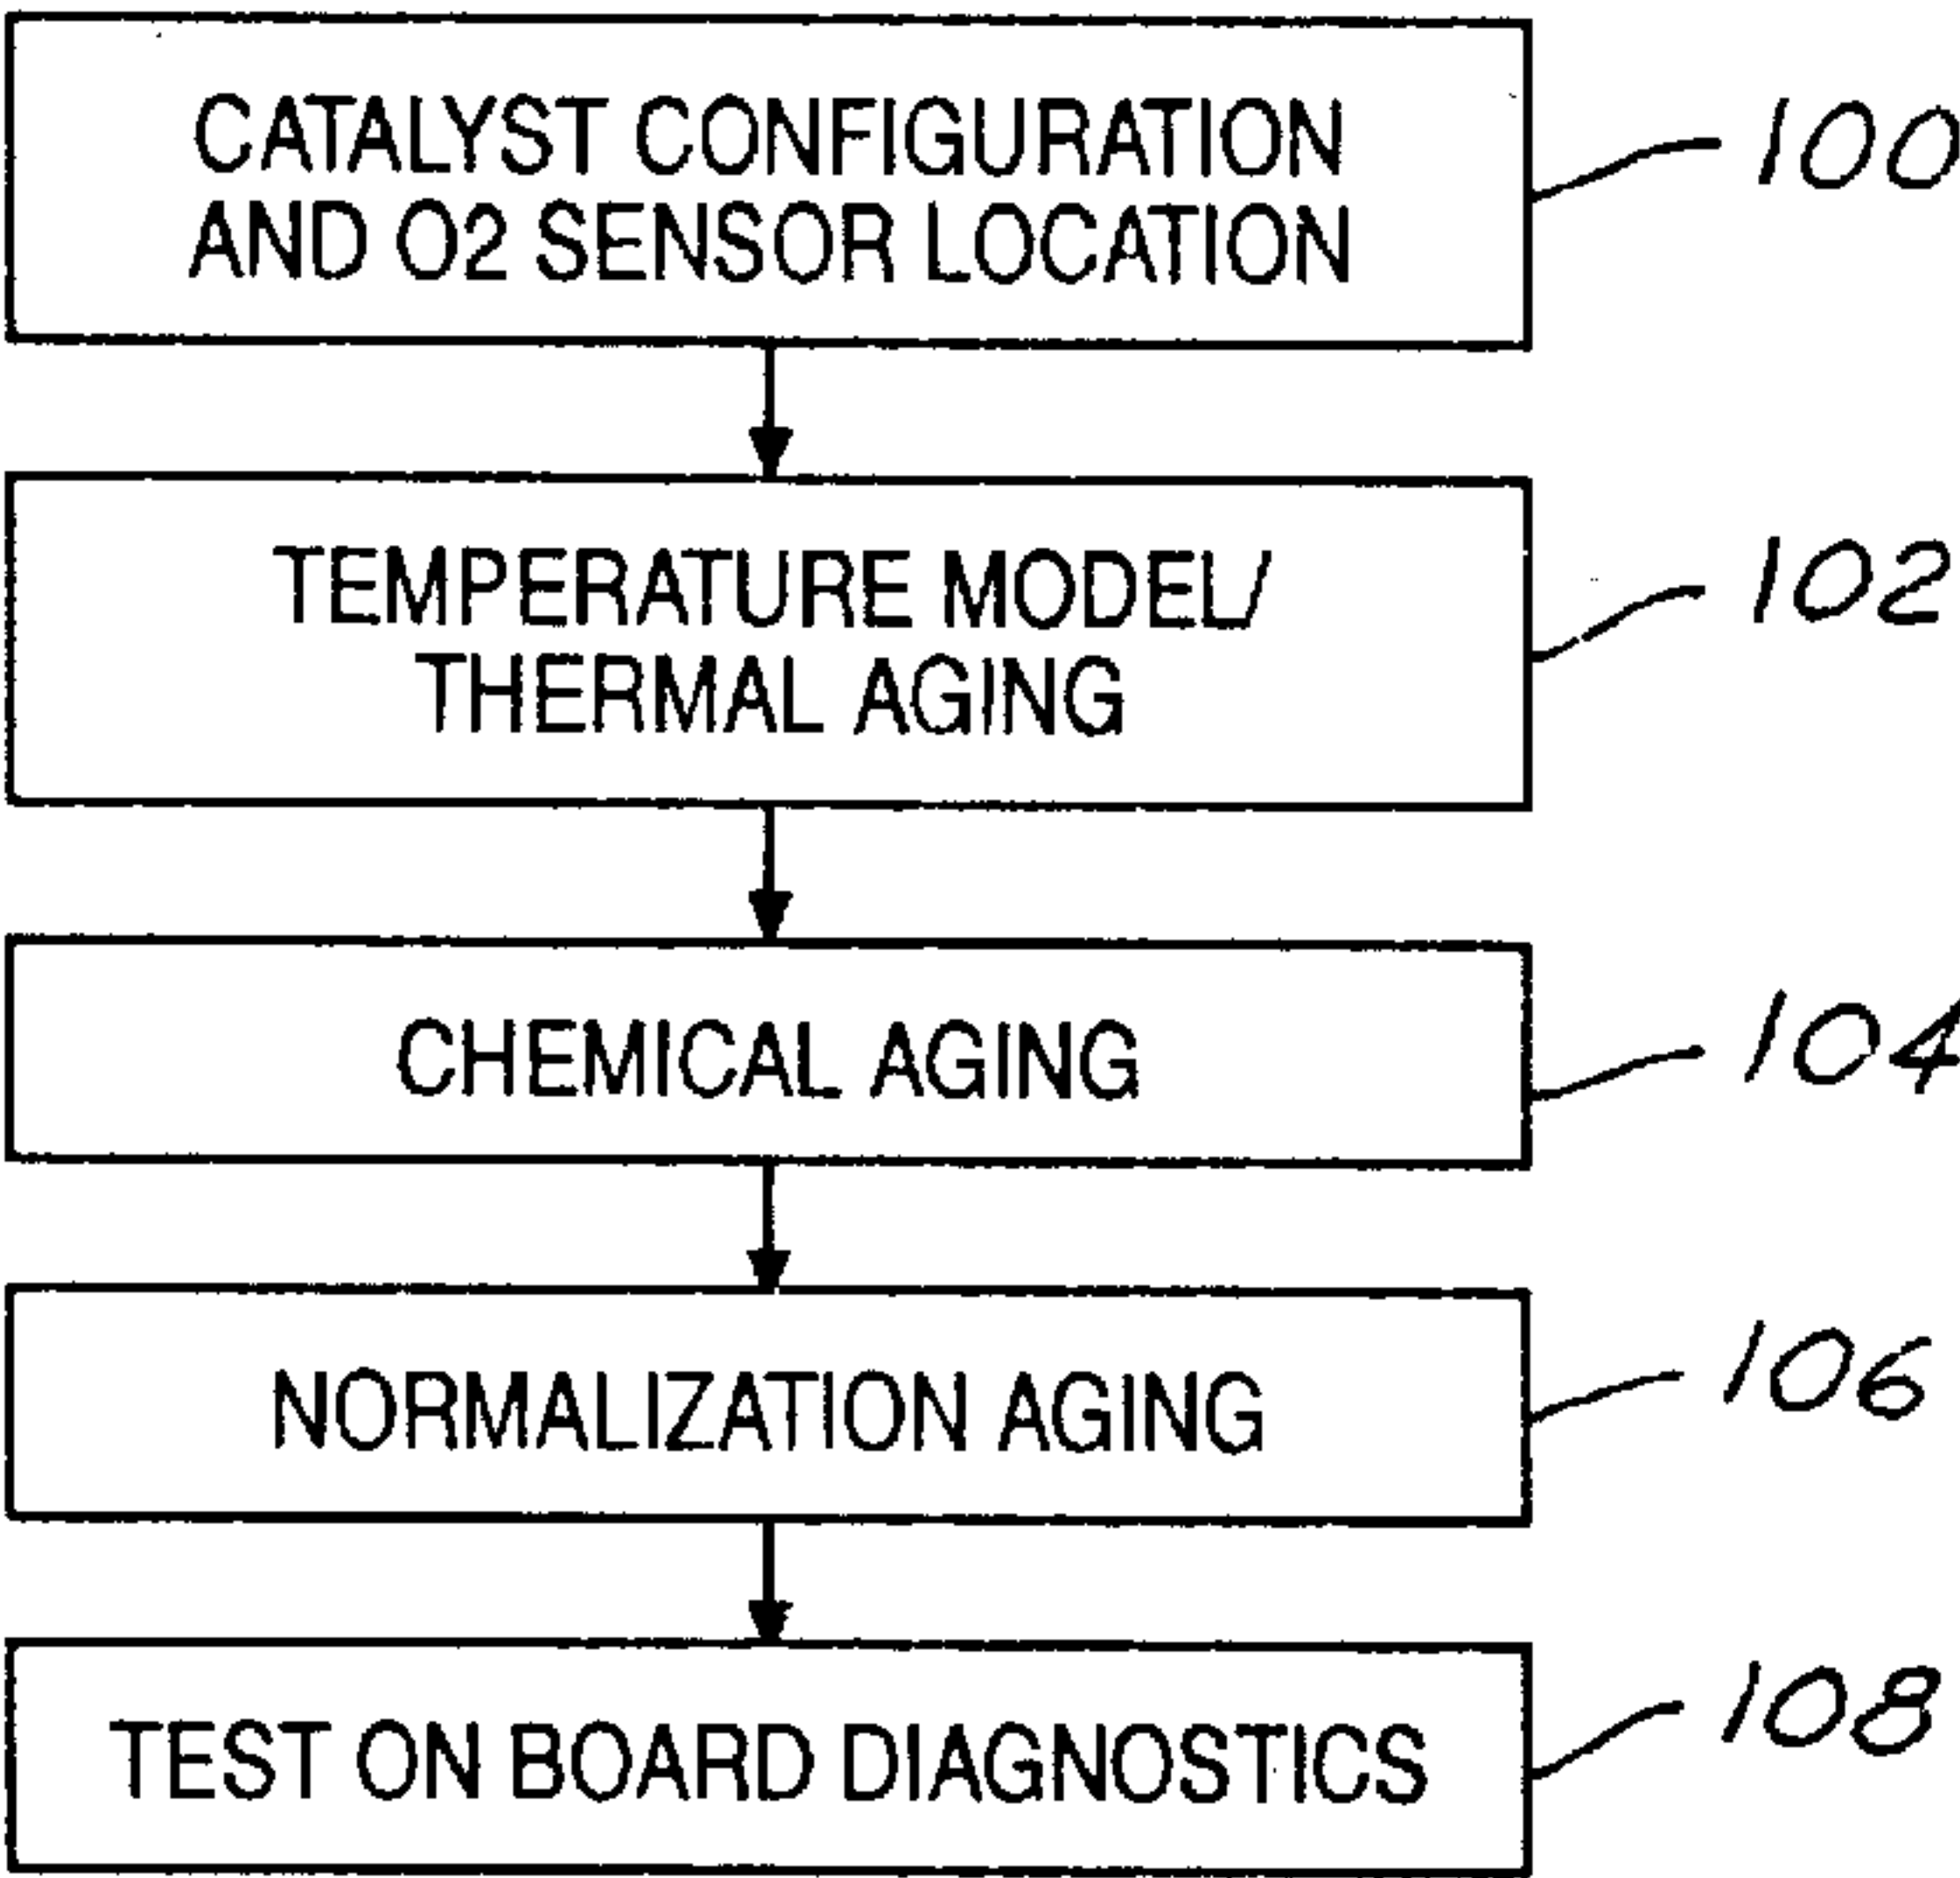 CATALYST CONFIGURATION
AND O2 SENSOR LOCATION
100
TEMPERATURE MODEL/
THERMAL AGING
102
CHEMICAL AGING
104
NORMALIZATION AGING
106
TEST ON BOARD DIAGNOSTICS
108